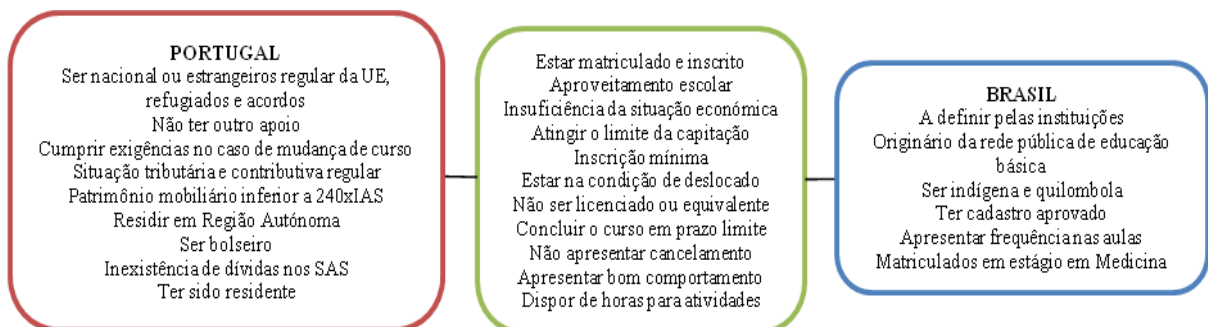 PORTUGAL
Ser nacional ou estrangeiros regular da UE,
refugiados e acordos
Não ter outro apoio
Cumprir exigências no caso de mudança de curso
Situação tributária e contributiva regular
Patrimônio mobiliário inferior a 240xIAS
Residir em Região Autónoma
Ser bolseiro
Inexistência de dívidas nos SAS
Ter sido residente
Estar matriculado e inscrito
Aproveitamento escolar
Insuficiência da situação económica
Atingir o limite da capitação
Inscrição mínima
Estar na condição de deslocado
Não ser licenciado ou equivalente
Concluir o curso em prazo limite
Não apresentar cancelamento
Apresentar bom comportamento
Dispor de horas para atividades
BRASIL
A definir pelas instituições
Originário da rede pública de educação
básica
Ser indígena e quilombola
Ter cadastro aprovado
Apresentar frequência nas aulas
Matriculados em estágio em Medicina